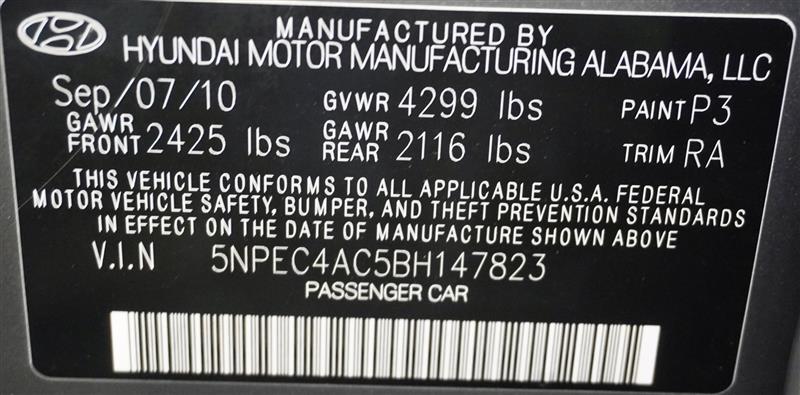 MANUFACTURED BY
HYUNDAI MOTOR MANUFACTURING ALABAMA, LLC
Sep/07/10 GVWR 4299 lbs PAINT P3
GAWR FRONT 2425 lbs GAWR REAR 2116 lbs TRIM RA
THIS VEHICLE CONFORMS TO ALL APPLICABLE U.S.A. FEDERAL
MOTOR VEHICLE SAFETY, BUMPER, AND THEFT PREVENTION STANDARDS
IN EFFECT ON THE DATE OF MANUFACTURE SHOWN ABOVE
V.I.N 5NPEC4AC5BH147823
PASSENGER CAR